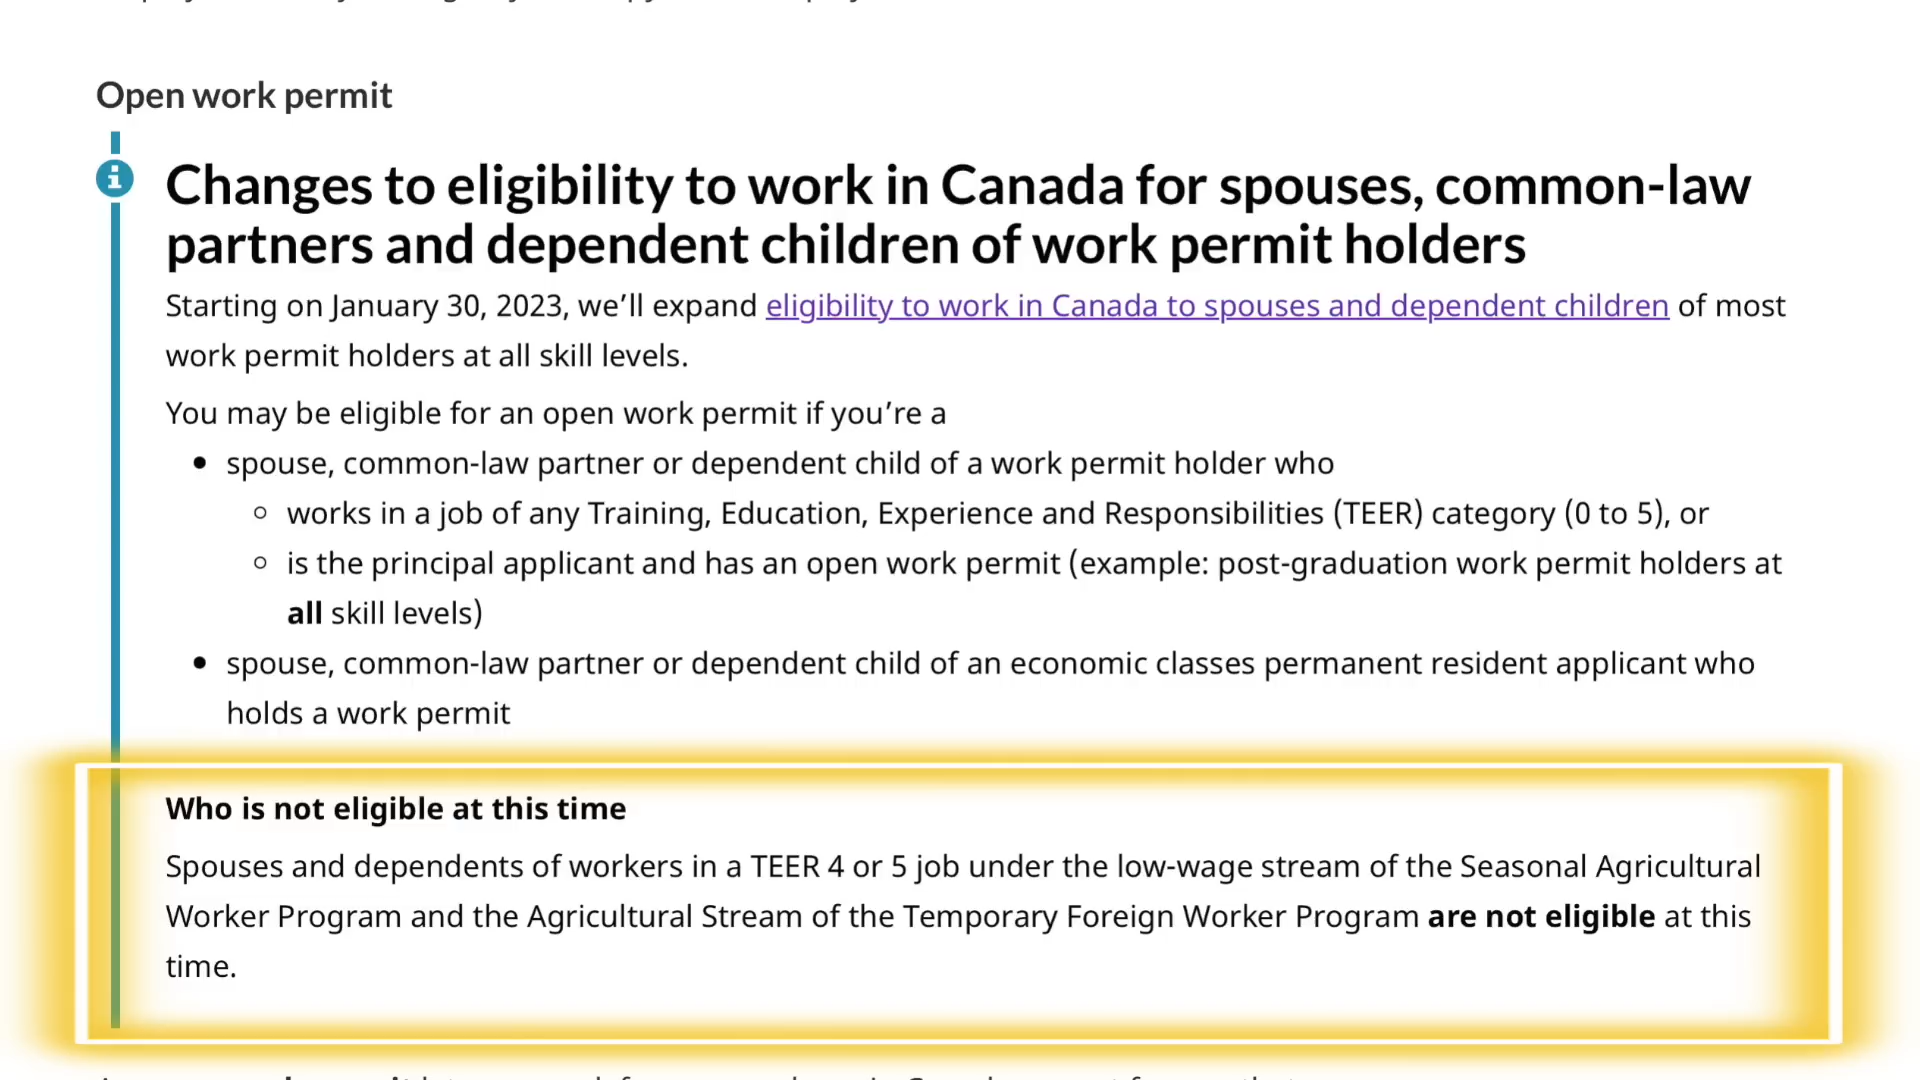 Open work permit
Changes to eligibility to work in Canada for spouses, common-law
partners and dependent children of work permit holders
Starting on January 30, 2023, we’ll expand eligibility to work in Canada to spouses and dependent children of most
work permit holders at all skill levels.
You may be eligible for an open work permit if you’re a
• spouse, common-law partner or dependent child of a work permit holder who
◦ works in a job of any Training, Education, Experience and Responsibilities (TEER) category (0 to 5), or
◦ is the principal applicant and has an open work permit (example: post-graduation work permit holders at
all skill levels)
• spouse, common-law partner or dependent child of an economic classes permanent resident applicant who
holds a work permit
Who is not eligible at this time
Spouses and dependents of workers in a TEER 4 or 5 job under the low-wage stream of the Seasonal Agricultural
Worker Program and the Agricultural Stream of the Temporary Foreign Worker Program are not eligible at this
time.